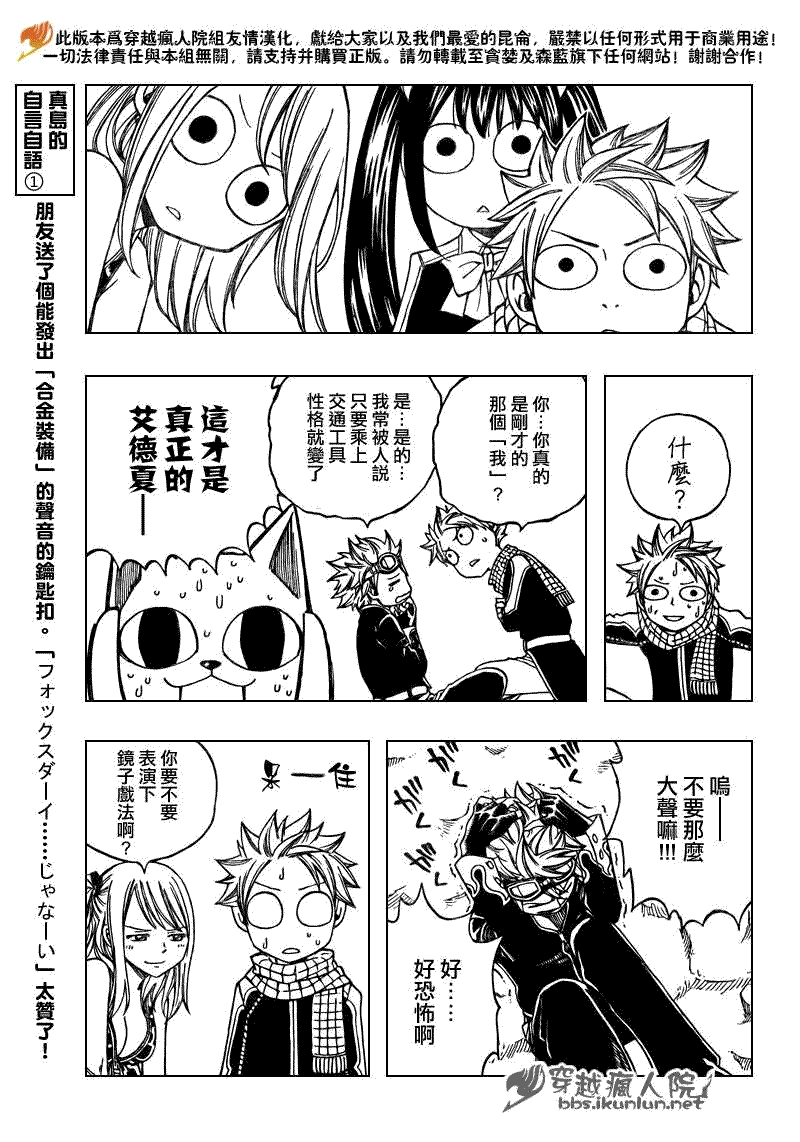 此版本爲穿越瘋人院組友情漢化，獻給大家以及我們最愛的昆侖，嚴禁以任何形式用于商業用途！
一切法律責任與本組無關，請支持并購買正版。請勿轉載至貪婪及森藍旗下任何網站！謝謝合作！
真島的
自言自語①
朋友送了個能發出「合金裝備」的聲音的鑰匙扣。「フォックスダーイ……じゃなーい」太贊了！
什麼？
你…你真的
是剛才的
那個「我」？
是…是的…
我常被人説
只要乘上
交通工具
性格就變了
這才是
真正的
艾德夏——
嗚——
不要那麼
大聲嘛!!!
好……
好恐怖啊
呆一住
你要不要
表演下
鏡子戲法啊？
穿越瘋人院
bbs.ikunlun.net